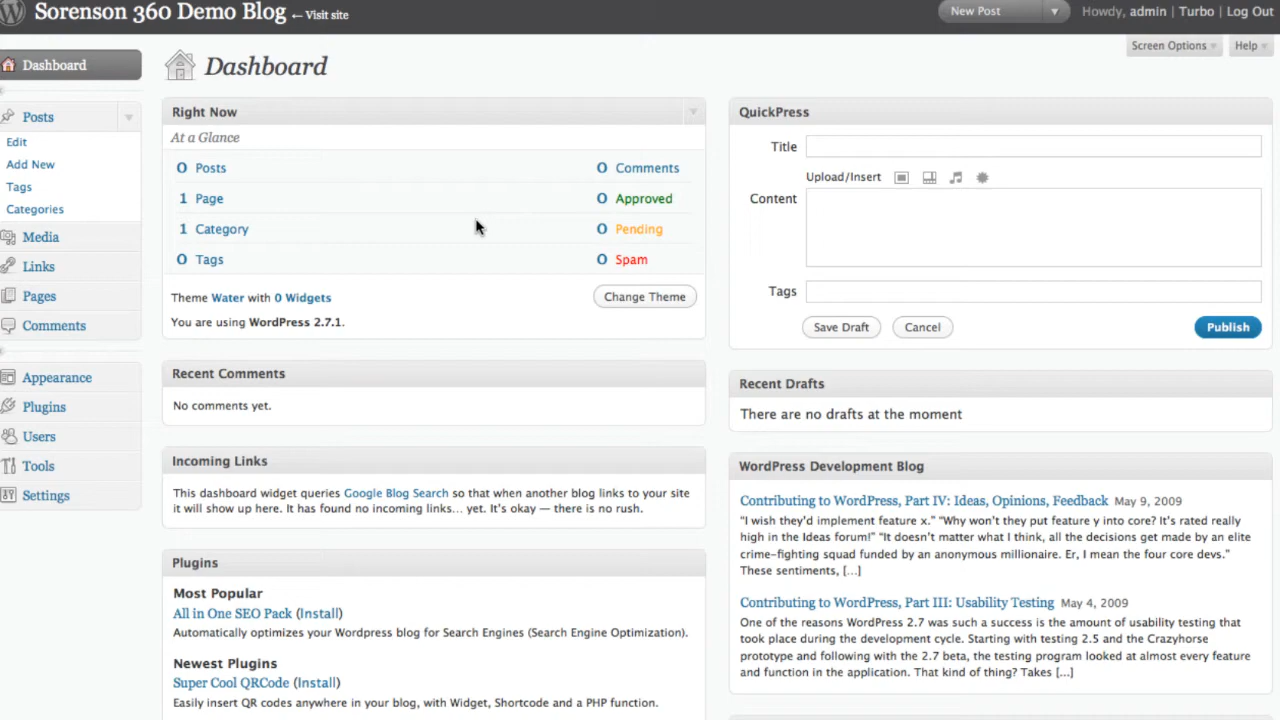 Sorenson 360 Demo Blog ← Visit site
New Post
Howdy, admin | Turbo | Log Out
Screen Options
Help
Dashboard
Posts
Edit
Add New
Tags
Categories
Media
Links
Pages
Comments
Appearance
Plugins
Users
Tools
Settings
Dashboard
Right Now
At a Glance
0 Posts
0 Comments
1 Page
0 Approved
1 Category
0 Pending
0 Tags
0 Spam
Theme Water with 0 Widgets
Change Theme
You are using WordPress 2.7.1.
Recent Comments
No comments yet.
Incoming Links
This dashboard widget queries Google Blog Search so that when another blog links to your site
it will show up here. It has found no incoming links… yet. It's okay — there is no rush.
Plugins
Most Popular
All in One SEO Pack (Install)
Automatically optimizes your Wordpress blog for Search Engines (Search Engine Optimization).
Newest Plugins
Super Cool QRCode (Install)
Easily insert QR codes anywhere in your blog, with Widget, Shortcode and a PHP function.
QuickPress
Title
Upload/Insert
Content
Tags
Save Draft
Cancel
Publish
Recent Drafts
There are no drafts at the moment
WordPress Development Blog
Contributing to WordPress, Part IV: Ideas, Opinions, Feedback May 9, 2009
"I wish they'd implement feature x." "Why won't they put feature y into core? It's rated really
high in the Ideas forum!" "It doesn't matter what I think, all the decisions get made by an elite
crime-fighting squad funded by an anonymous millionaire. Er, I mean the four core devs."
These sentiments, […]
Contributing to WordPress, Part III: Usability Testing May 4, 2009
One of the reasons WordPress 2.7 was such a success is the amount of usability testing that
took place during the development cycle. Starting with testing 2.5 and the Crazyhorse
prototype and following with the 2.7 beta, the testing program looked at almost every feature
and function in the application. That kind of thing? Takes […]